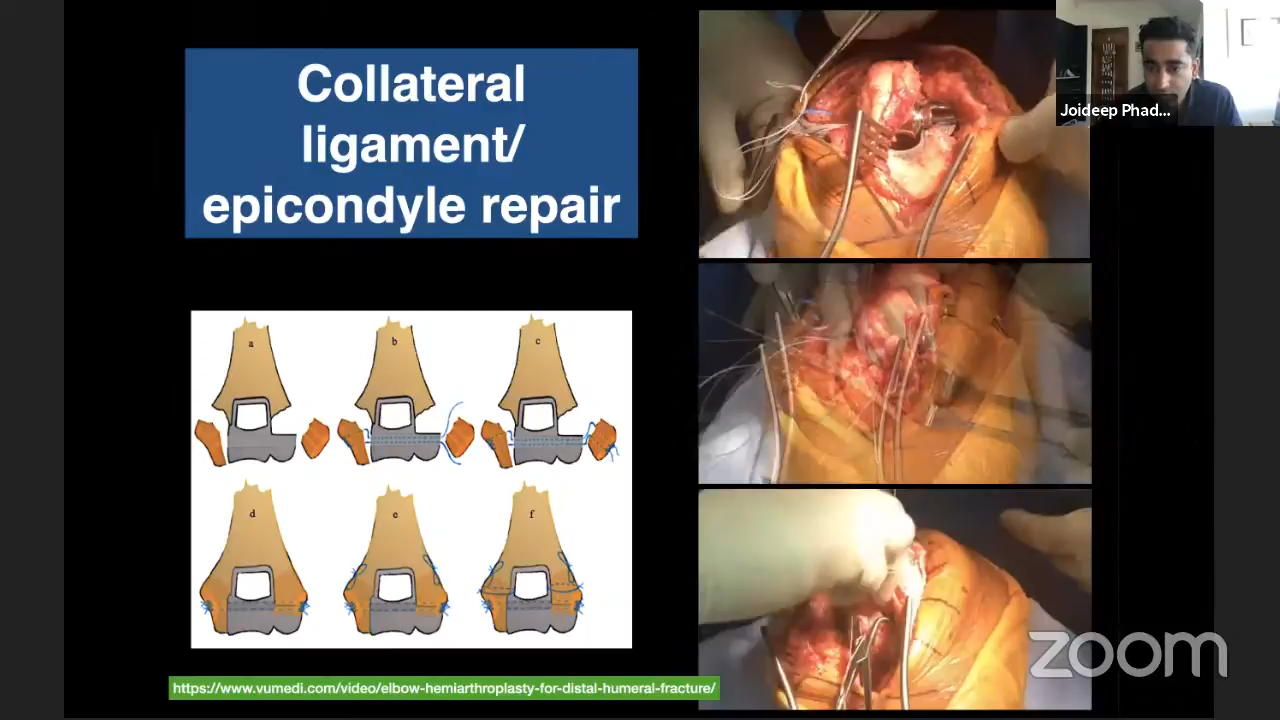 Collateral
ligament/
epicondyle repair
Joideep Phad...
a
b
c
d
e
f
https://www.vumedi.com/video/elbow-hemiarthroplasty-for-distal-humeral-fracture/
zoom